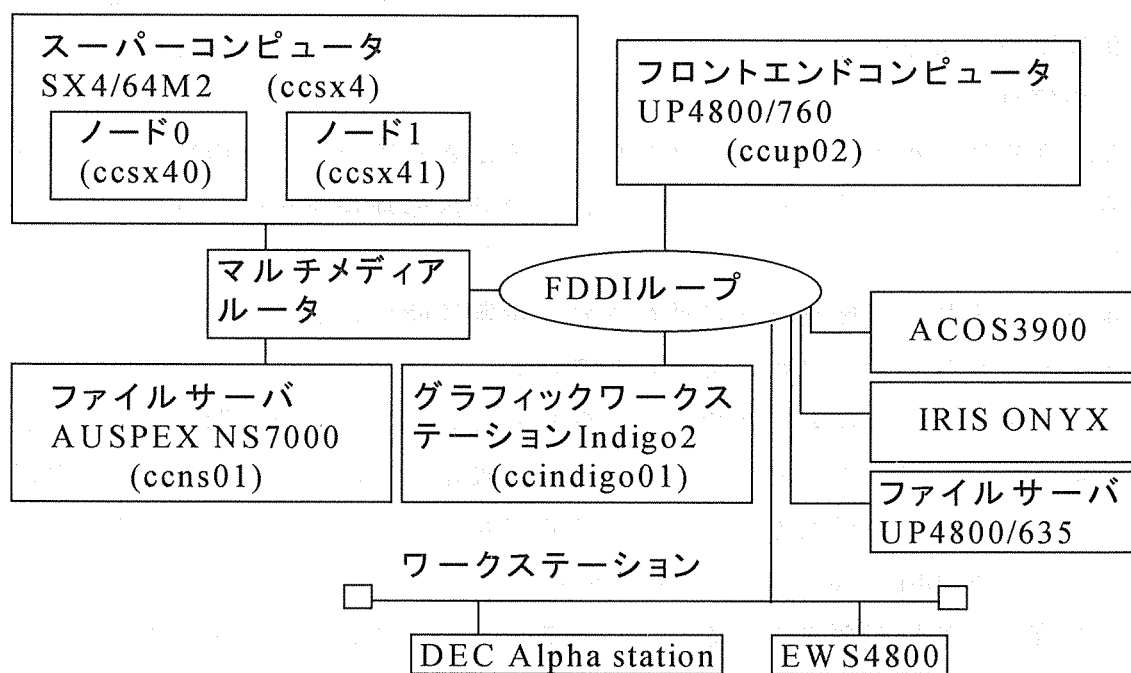 スーパーコンピュータ
SX4/64M2 (ccsx4)
ノード0
(ccsx40)
ノード1
(ccsx41)
フロントエンドコンピュータ
UP4800/760
(ccup02)
マルチメディア
ルータ
FDDIループ
ACOS3900
IRIS ONYX
ファイルサーバ
UP4800/635
ファイルサーバ
AUSPEX NS7000
(ccns01)
グラフィックワークス
テーションIndigo2
(ccindigo01)
ワークステーション
DEC Alpha station
EWS4800